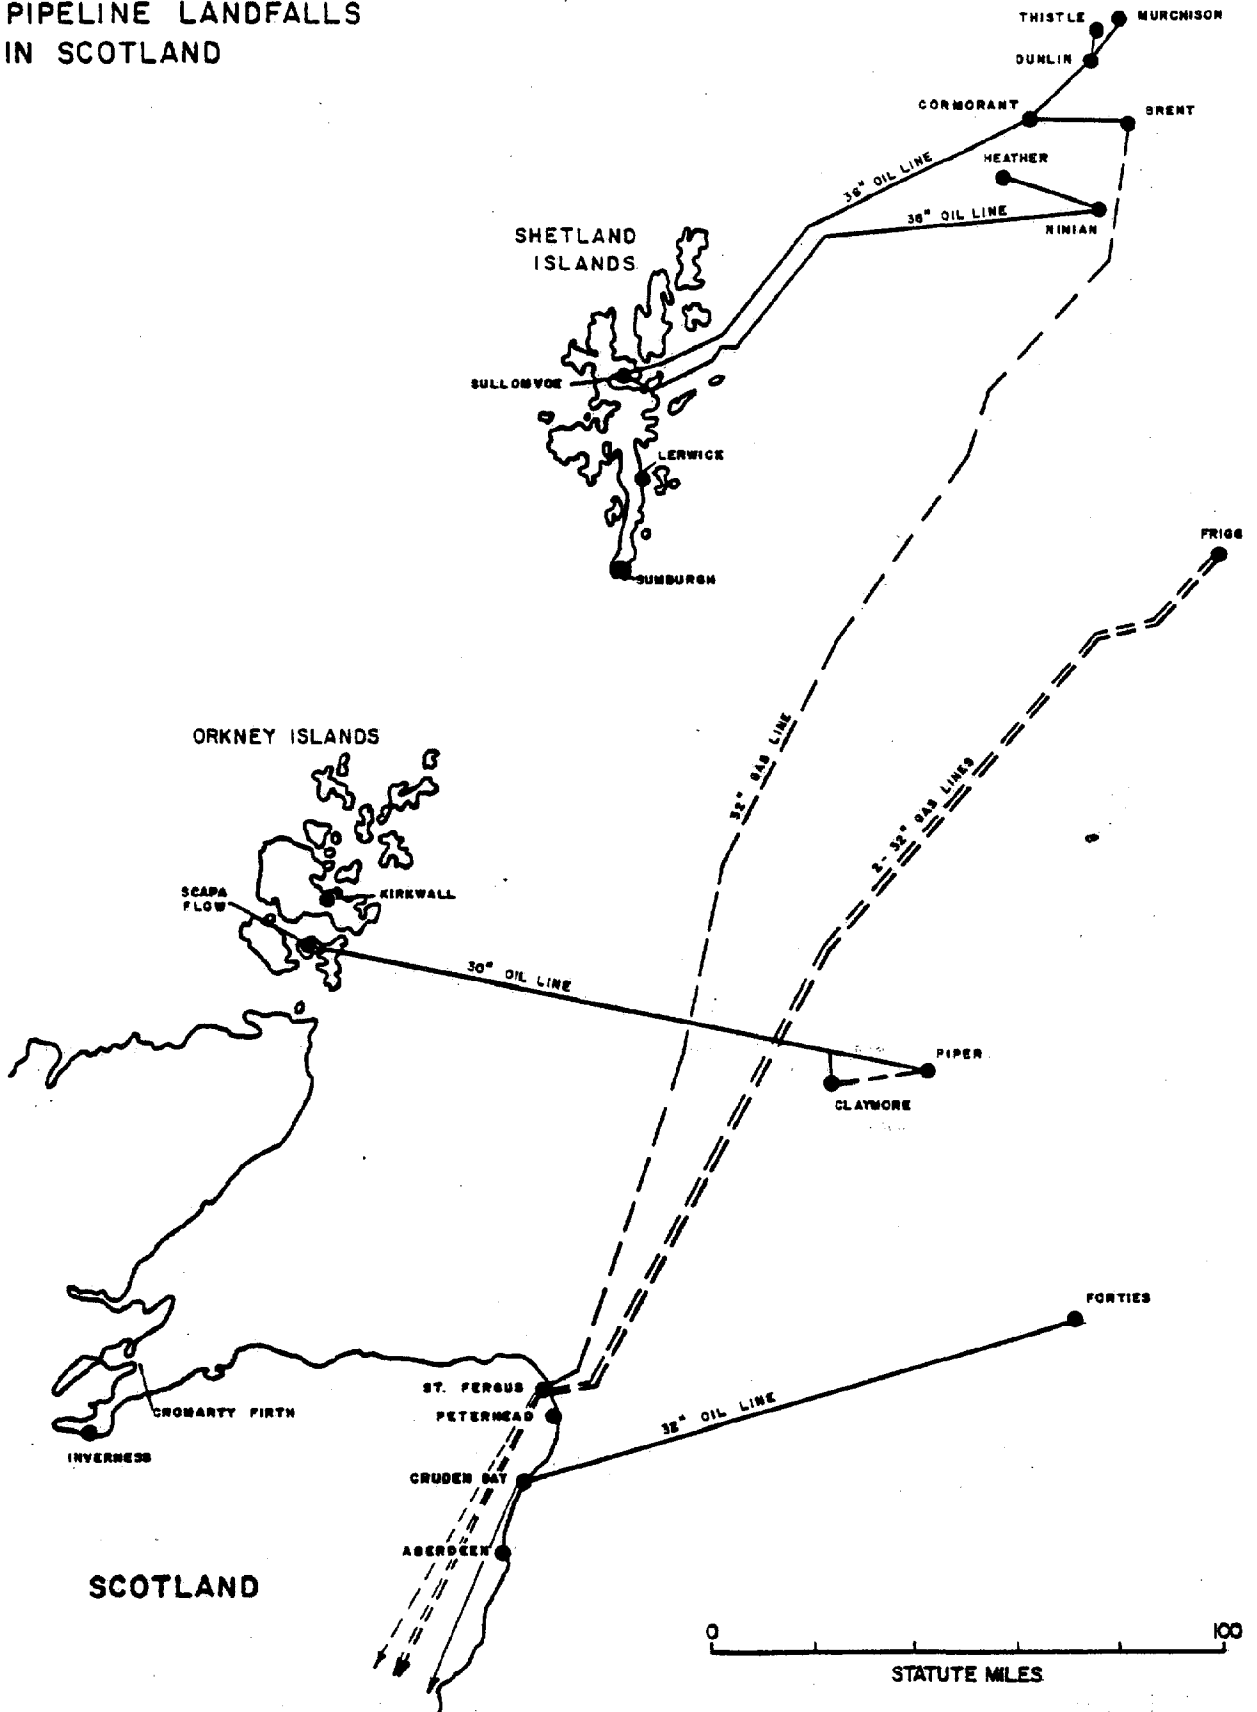 PIPELINE LANDFALLS
IN SCOTLAND
THISTLE
MURCHISON
DUNLIN
CORMORANT
BRENT
HEATHER
36" OIL LINE
36" OIL LINE
NINIAN
SHETLAND
ISLANDS
SULLOM VOE
LERWICK
SUMBURGH
FRIGG
32" GAS LINE
2-32" GAS LINES
ORKNEY ISLANDS
SCAPA
FLOW
KIRKWALL
30" OIL LINE
PIPER
CLAYMORE
FORTIES
ST. FERGUS
PETERHEAD
32" OIL LINE
CROMARTY FIRTH
INVERNESS
CRUDEN BAY
ABERDEEN
SCOTLAND
0 100
STATUTE MILES